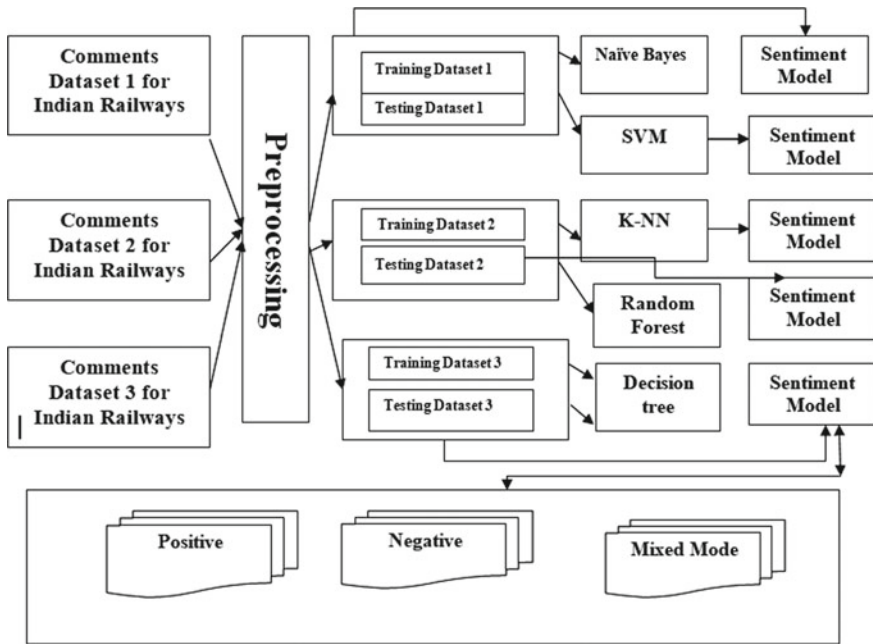 Comments
Dataset 1 for
Indian Railways
Comments
Dataset 2 for
Indian Railways
Comments
Dataset 3 for
Indian Railways
Preprocessing
Training Dataset 1
Testing Dataset 1
Training Dataset 2
Testing Dataset 2
Training Dataset 3
Testing Dataset 3
Naïve Bayes
SVM
K-NN
Random
Forest
Decision
tree
Sentiment
Model
Sentiment
Model
Sentiment
Model
Sentiment
Model
Sentiment
Model
Positive
Negative
Mixed Mode